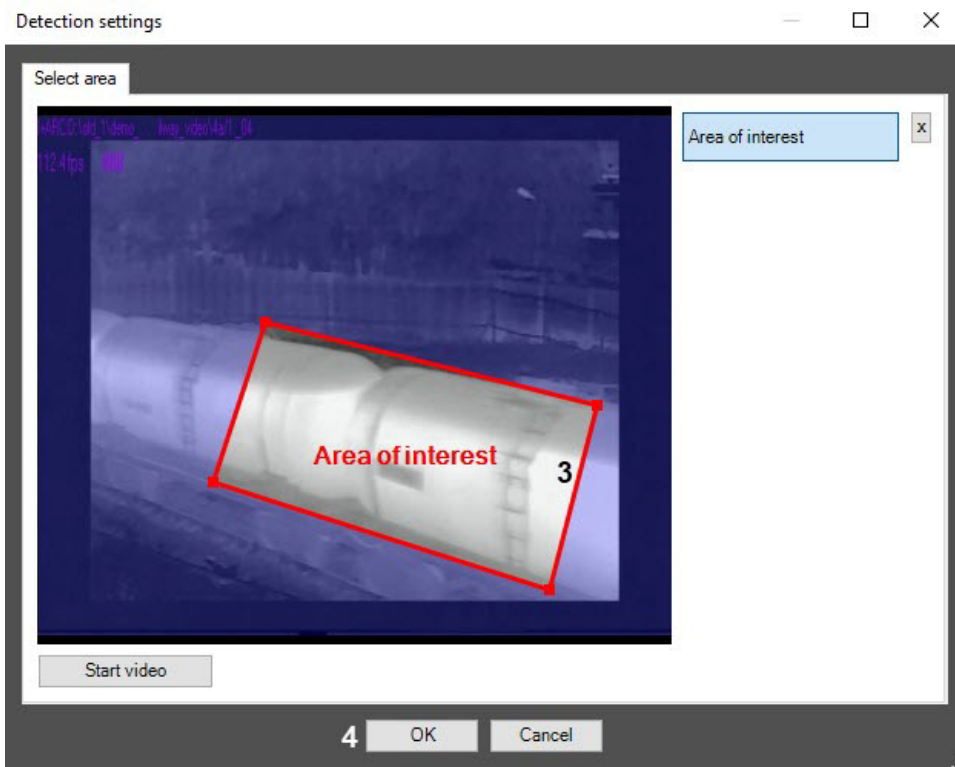 Detection settings
Select area
112.4 fps
Area of interest
x
Area of interest
3
Start video
4
OK
Cancel